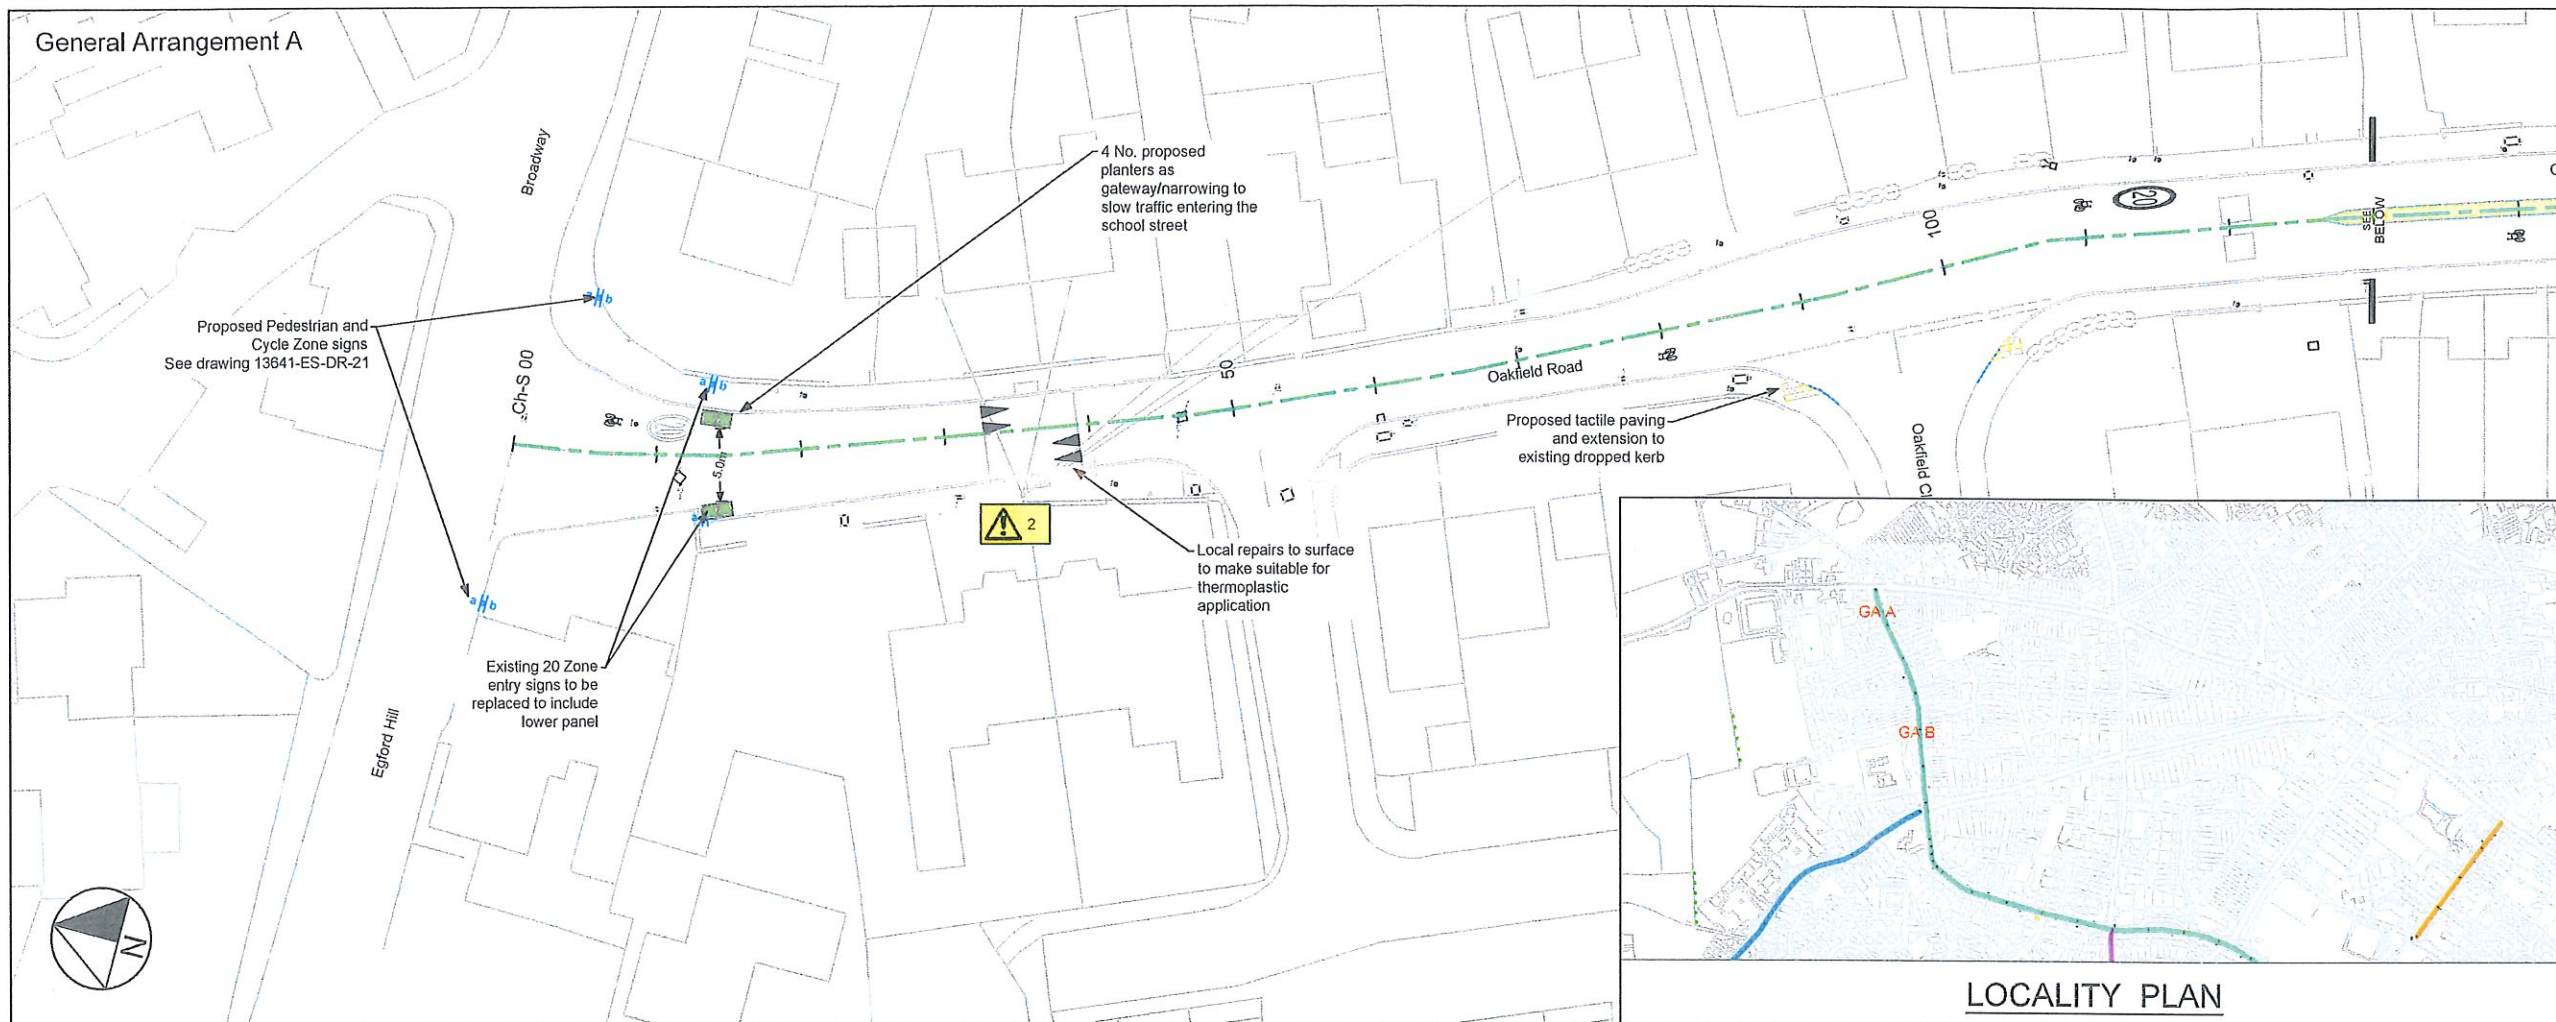 General Arrangement A
Broadway
4 No. proposed
planters as
gateway/narrowing to
slow traffic entering the
school street
20
SEE
BELOW
100
a b
Proposed Pedestrian and
Cycle Zone signs
See drawing 13641-ES-DR-21
Ch-S 00
a b
50
Oakfield Road
5.0m
Proposed tactile paving
and extension to
existing dropped kerb
Oakfield Cl
2
Local repairs to surface
to make suitable for
thermoplastic
application
a b
Existing 20 Zone
entry signs to be
replaced to include
lower panel
Egford Hill
N
GA A
GA B
LOCALITY PLAN